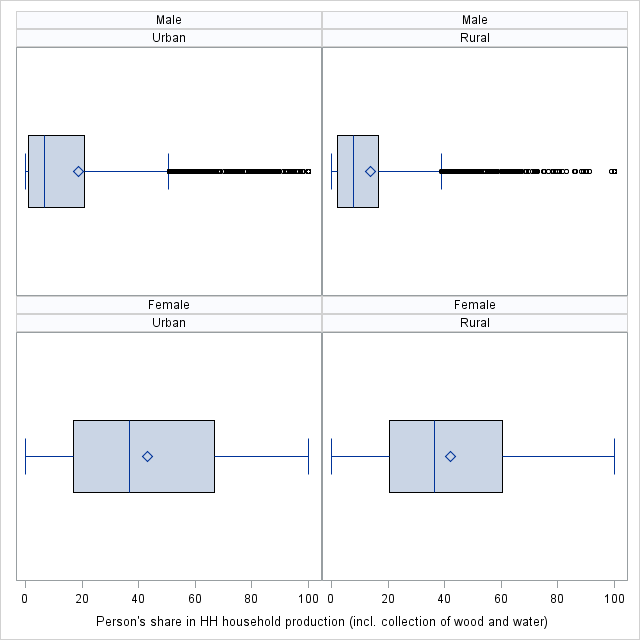 Male Male
Urban Rural
Female Female
Urban Rural
0 20 40 60 80 100 0 20 40 60 80 100
Person's share in HH household production (incl. collection of wood and water)